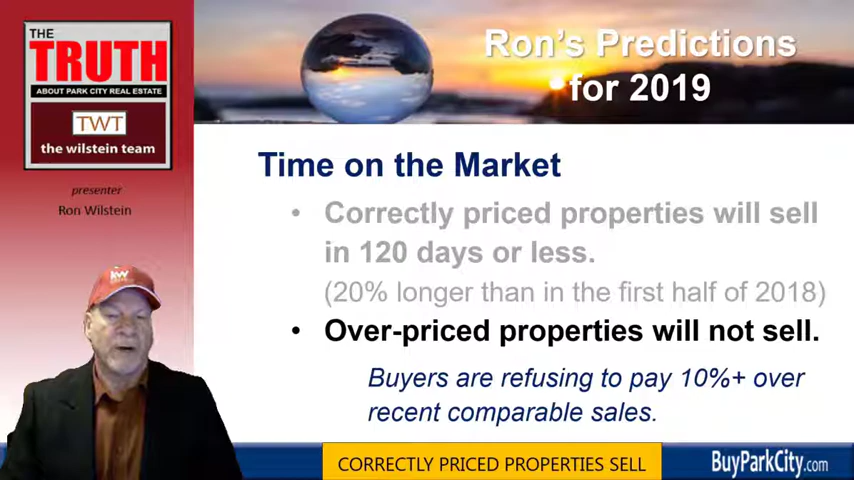 THE
TRUTH
ABOUT PARK CITY REAL ESTATE
TWT
the wilstein team
presenter
Ron Wilstein
KW
Ron's Predictions
for 2019
Time on the Market
• Correctly priced properties will sell
in 120 days or less.
(20% longer than in the first half of 2018)
• Over-priced properties will not sell.
Buyers are refusing to pay 10%+ over
recent comparable sales.
CORRECTLY PRICED PROPERTIES SELL
BuyParkCity.com